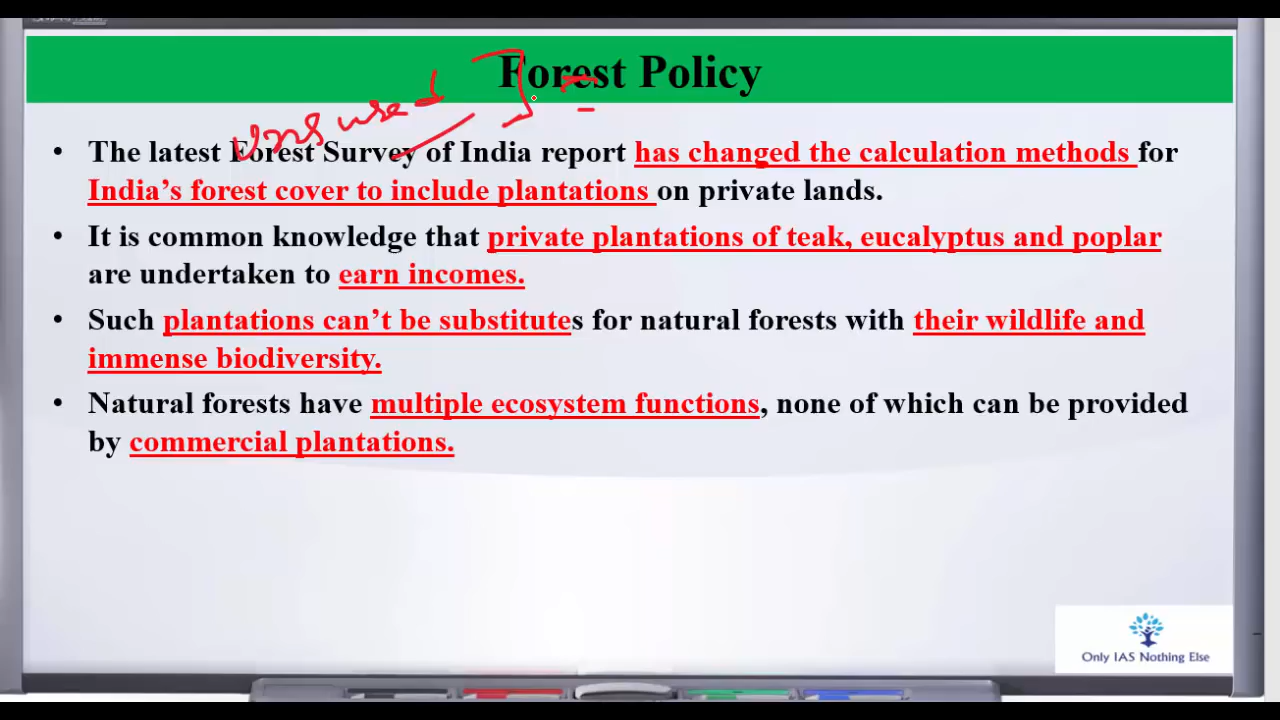 Forest Policy
• The latest Forest Survey of India report has changed the calculation methods for
India’s forest cover to include plantations on private lands.
• It is common knowledge that private plantations of teak, eucalyptus and poplar
are undertaken to earn incomes.
• Such plantations can’t be substitutes for natural forests with their wildlife and
immense biodiversity.
• Natural forests have multiple ecosystem functions, none of which can be provided
by commercial plantations.
Only IAS Nothing Else